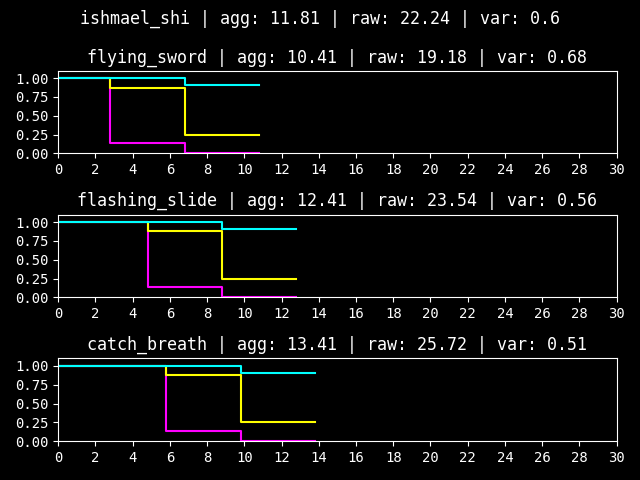 ishmael_shi | agg: 11.81 | raw: 22.24 | var: 0.6
flying_sword | agg: 10.41 | raw: 19.18 | var: 0.68
1.00
0.75
0.50
0.25
0.00
0 2 4 6 8 10 12 14 16 18 20 22 24 26 28 30
flashing_slide | agg: 12.41 | raw: 23.54 | var: 0.56
1.00
0.75
0.50
0.25
0.00
0 2 4 6 8 10 12 14 16 18 20 22 24 26 28 30
catch_breath | agg: 13.41 | raw: 25.72 | var: 0.51
1.00
0.75
0.50
0.25
0.00
0 2 4 6 8 10 12 14 16 18 20 22 24 26 28 30